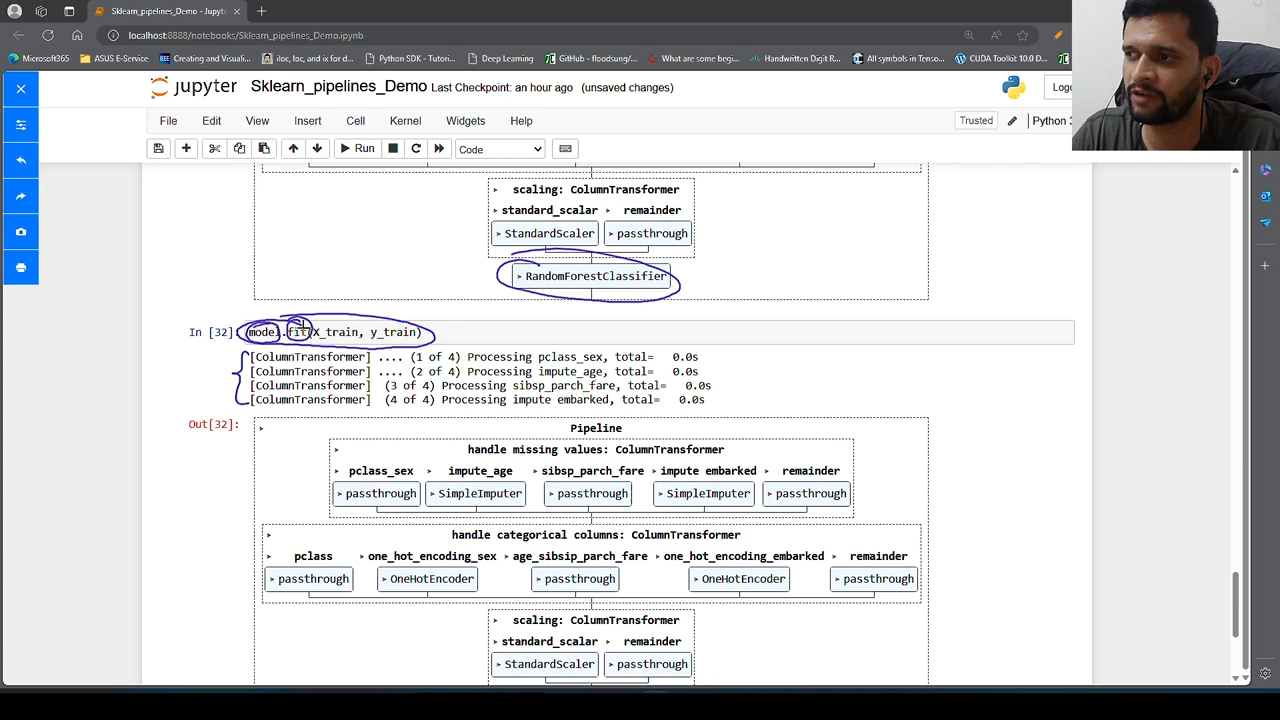 Sklearn_pipelines_Demo - Jupyte
localhost:8888/notebooks/Sklearn_pipelines_Demo.ipynb
Microsoft365 ASUS E-Service Creating and Visuali... iloc, loc, and ix for d... Python SDK - Tutori... Deep Learning GitHub - floodsung/... What are some begi... Handwritten Digit R... All symbols in Tenso... CUDA Toolkit 10.0 D...
jupyter Sklearn_pipelines_Demo Last Checkpoint: an hour ago (unsaved changes) Logo
File Edit View Insert Cell Kernel Widgets Help Trusted Python 3
Run Code
scaling: ColumnTransformer
standard_scalar remainder
StandardScaler passthrough
RandomForestClassifier
In [32]: model.fit(X_train, y_train)
[ColumnTransformer] .... (1 of 4) Processing pclass_sex, total= 0.0s
[ColumnTransformer] .... (2 of 4) Processing impute_age, total= 0.0s
[ColumnTransformer] (3 of 4) Processing sibsp_parch_fare, total= 0.0s
[ColumnTransformer] (4 of 4) Processing impute embarked, total= 0.0s
Out[32]:
Pipeline
handle missing values: ColumnTransformer
pclass_sex impute_age sibsp_parch_fare impute embarked remainder
passthrough SimpleImputer passthrough SimpleImputer passthrough
handle categorical columns: ColumnTransformer
pclass one_hot_encoding_sex age_sibsip_parch_fare one_hot_encoding_embarked remainder
passthrough OneHotEncoder passthrough OneHotEncoder passthrough
scaling: ColumnTransformer
standard_scalar remainder
StandardScaler passthrough